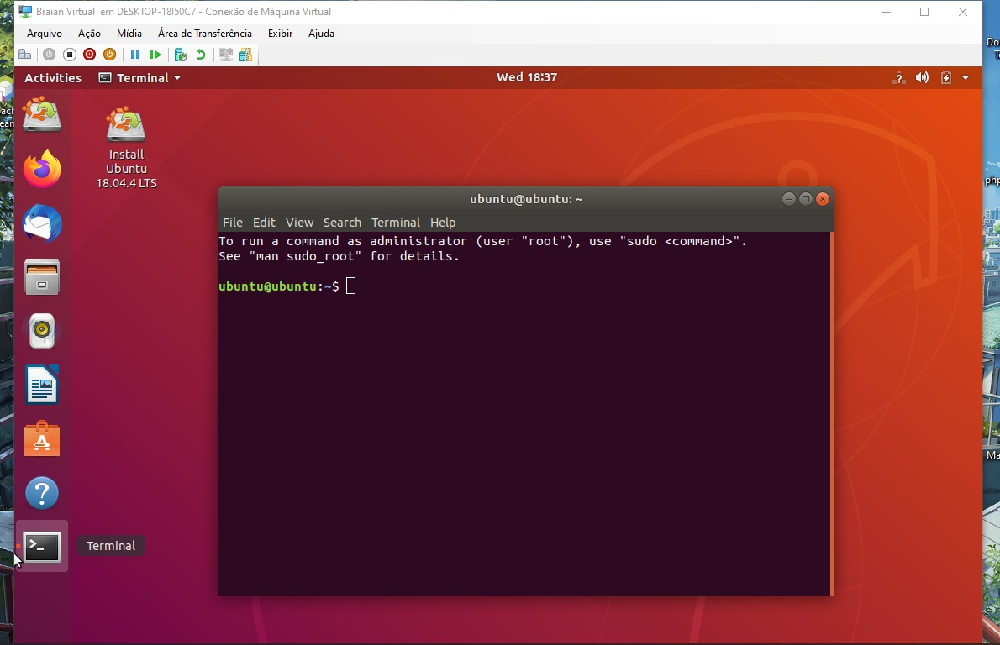 Braian Virtual em DESKTOP-18I50C7 - Conexão de Máquina Virtual
Arquivo Ação Mídia Área de Transferência Exibir Ajuda
Activities Terminal Wed 18:37
Install
Ubuntu
18.04.4 LTS
ubuntu@ubuntu: ~
File Edit View Search Terminal Help
To run a command as administrator (user "root"), use "sudo <command>".
See "man sudo_root" for details.
ubuntu@ubuntu:~$
Terminal
php